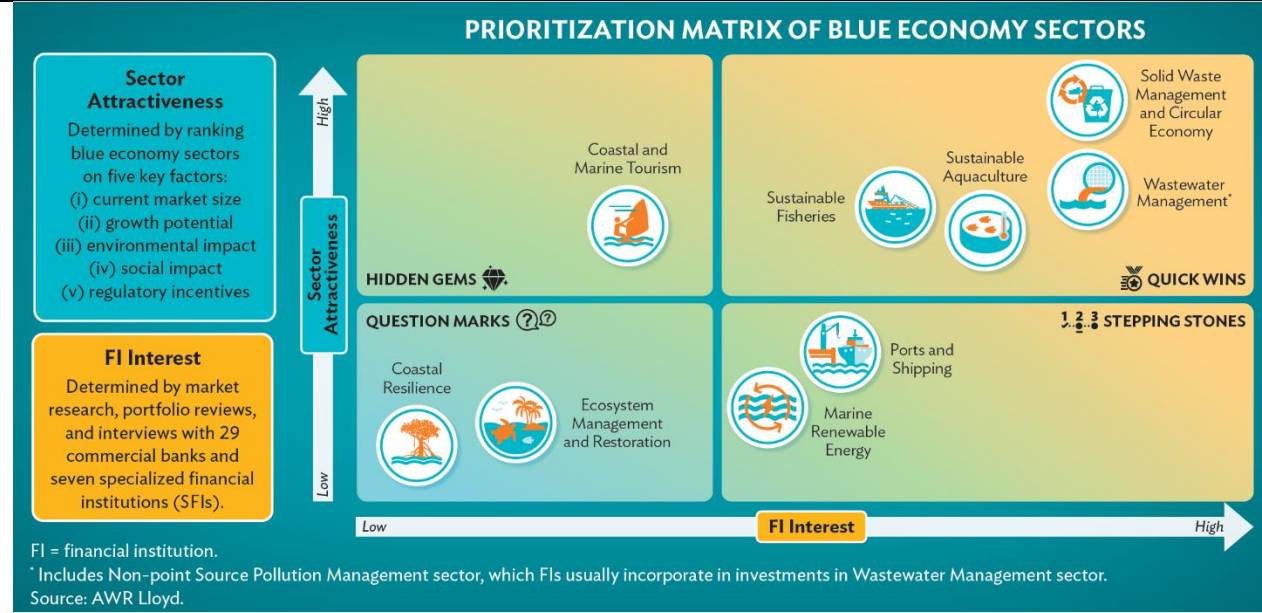 PRIORITIZATION MATRIX OF BLUE ECONOMY SECTORS
Sector
Attractiveness
Determined by ranking
blue economy sectors
on five key factors:
(i) current market size
(ii) growth potential
(iii) environmental impact
(iv) social impact
(v) regulatory incentives
FI Interest
Determined by market
research, portfolio reviews,
and interviews with 29
commercial banks and
seven specialized financial
institutions (SFIs).
High
Sector
Attractiveness
Low
Coastal and
Marine Tourism
HIDDEN GEMS
Solid Waste
Management
and Circular
Economy
Sustainable
Aquaculture
Sustainable
Fisheries
Wastewater
Management*
QUICK WINS
QUESTION MARKS ??
Coastal
Resilience
Ecosystem
Management
and Restoration
1 2 3 STEPPING STONES
Ports and
Shipping
Marine
Renewable
Energy
Low
FI Interest
High
FI = financial institution.
* Includes Non-point Source Pollution Management sector, which FIs usually incorporate in investments in Wastewater Management sector.
Source: AWR Lloyd.